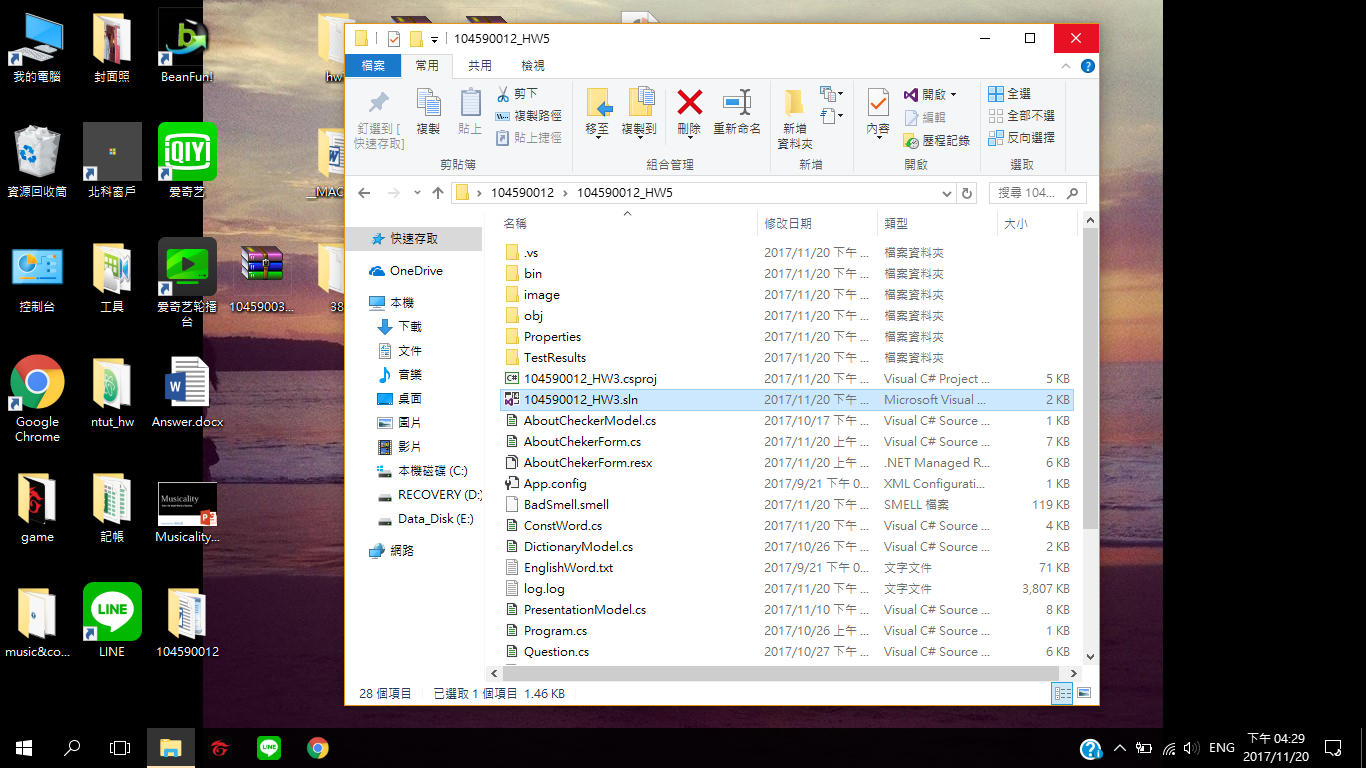 我的電腦
封面照
BeanFun!
資源回收筒
北科窗戶
爱奇艺
iQIYI
控制台
工具
爱奇艺轮播台
10459003...
38
Google Chrome
ntut_hw
Answer.docx
game
記帳
Musicality
Musicality...
music&co...
LINE
LINE
104590012
hw
__MAC
104590012_HW5
檔案
常用
共用
檢視
釘選到 [
快速存取]
複製
貼上
剪下
複製路徑
貼上捷徑
剪貼簿
移至
複製到
刪除
重新命名
組合管理
新增
資料夾
新增
內容
開啟
編輯
歷程記錄
開啟
全選
全部不選
反向選擇
選取
104590012 > 104590012_HW5
搜尋 104...
快速存取
OneDrive
本機
下載
文件
音樂
桌面
圖片
影片
本機磁碟 (C:)
RECOVERY (D:)
Data_Disk (E:)
網路
名稱 修改日期 類型 大小
.vs 2017/11/20 下午 ... 檔案資料夾
bin 2017/11/20 下午 ... 檔案資料夾
image 2017/11/20 下午 ... 檔案資料夾
obj 2017/11/20 下午 ... 檔案資料夾
Properties 2017/11/20 下午 ... 檔案資料夾
TestResults 2017/11/20 下午 ... 檔案資料夾
104590012_HW3.csproj 2017/11/20 下午 ... Visual C# Project ... 5 KB
104590012_HW3.sln 2017/11/20 下午 ... Microsoft Visual ... 2 KB
AboutCheckerModel.cs 2017/10/17 下午 ... Visual C# Source ... 1 KB
AboutChekerForm.cs 2017/11/20 上午 ... Visual C# Source ... 7 KB
AboutChekerForm.resx 2017/11/20 上午 ... .NET Managed R... 6 KB
App.config 2017/9/21 下午 0... XML Configurati... 1 KB
BadSmell.smell 2017/11/20 下午 ... SMELL 檔案 119 KB
ConstWord.cs 2017/11/20 下午 ... Visual C# Source ... 4 KB
DictionaryModel.cs 2017/10/26 下午 ... Visual C# Source ... 2 KB
EnglishWord.txt 2017/9/21 下午 0... 文字文件 71 KB
log.log 2017/11/20 下午 ... 文字文件 3,807 KB
PresentationModel.cs 2017/11/10 下午 ... Visual C# Source ... 8 KB
Program.cs 2017/10/26 上午 ... Visual C# Source ... 1 KB
Question.cs 2017/10/27 下午 ... Visual C# Source ... 6 KB
28 個項目 已選取 1 個項目 1.46 KB
LINE
ENG
下午 04:29
2017/11/20